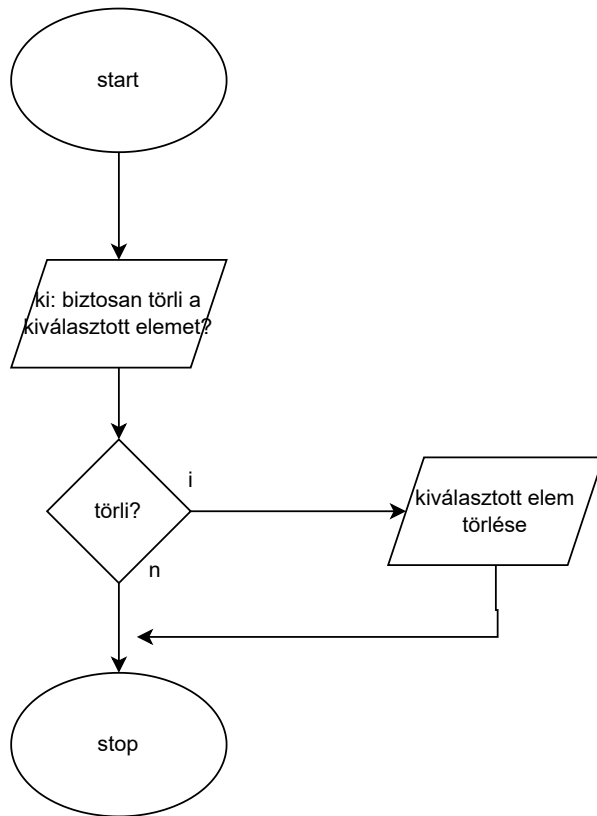 start
ki: biztosan törli a
kiválasztott elemet?
törli?
i
n
kiválasztott elem
törlése
stop